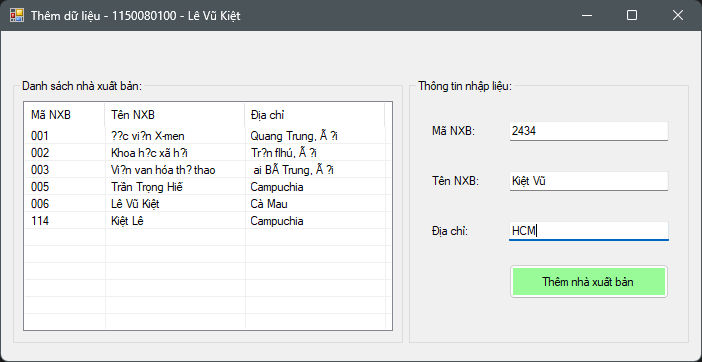 Thêm dữ liệu - 1150080100 - Lê Vũ Kiệt
Danh sách nhà xuất bản:
Mã NXB Tên NXB Địa chỉ
001 ??c vi?n X-men Quang Trung, Ã ?i
002 Khoa h?c xã h?i Tr?n flhú, Ã ?i
003 Vi?n van hóa th? thao ai BÃ Trung, Ã ?i
005 Trần Trọng Hiế Campuchia
006 Lê Vũ Kiệt Cà Mau
114 Kiệt Lê Campuchia
Thông tin nhập liệu:
Mã NXB: 2434
Tên NXB: Kiệt Vũ
Địa chỉ: HCM
Thêm nhà xuất bản